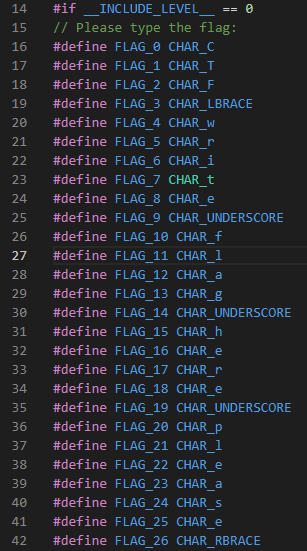 14 #if __INCLUDE_LEVEL__ == 0
15 // Please type the flag:
16 #define FLAG_0 CHAR_C
17 #define FLAG_1 CHAR_T
18 #define FLAG_2 CHAR_F
19 #define FLAG_3 CHAR_LBRACE
20 #define FLAG_4 CHAR_w
21 #define FLAG_5 CHAR_r
22 #define FLAG_6 CHAR_i
23 #define FLAG_7 CHAR_t
24 #define FLAG_8 CHAR_e
25 #define FLAG_9 CHAR_UNDERSCORE
26 #define FLAG_10 CHAR_f
27 #define FLAG_11 CHAR_l
28 #define FLAG_12 CHAR_a
29 #define FLAG_13 CHAR_g
30 #define FLAG_14 CHAR_UNDERSCORE
31 #define FLAG_15 CHAR_h
32 #define FLAG_16 CHAR_e
33 #define FLAG_17 CHAR_r
34 #define FLAG_18 CHAR_e
35 #define FLAG_19 CHAR_UNDERSCORE
36 #define FLAG_20 CHAR_p
37 #define FLAG_21 CHAR_l
38 #define FLAG_22 CHAR_e
39 #define FLAG_23 CHAR_a
40 #define FLAG_24 CHAR_s
41 #define FLAG_25 CHAR_e
42 #define FLAG_26 CHAR_RBRACE